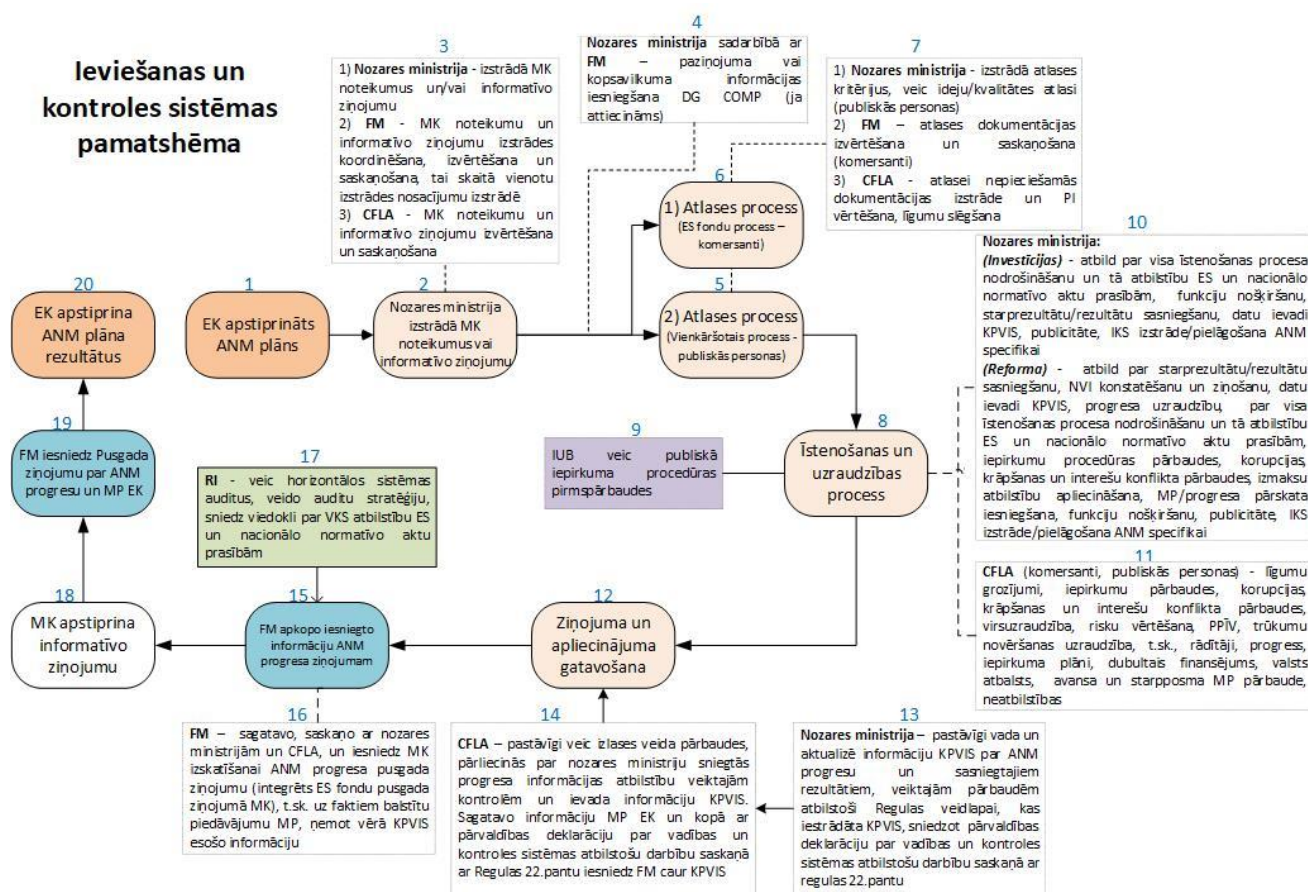 Ieviešanas un
kontroles sistēmas
pamatshēma
3
1) Nozares ministrija - izstrādā MK
noteikumus un/vai informatīvo
ziņojumu
2) FM - MK noteikumu un
informatīvo ziņojumu izstrādes
koordinēšana, izvērtēšana un
saskaņošana, tai skaitā vienotu
izstrādes nosacījumu izstrādē
3) CFLA - MK noteikumu un
informatīvo ziņojumu izvērtēšana
un saskaņošana
4
Nozares ministrija sadarbībā ar
FM – paziņojuma vai
kopsavilkuma informācijas
iesniegšana DG COMP (ja
attiecināms)
7
1) Nozares ministrija - izstrādā atlases
kritērijus, veic ideju/kvalitātes atlasi
(publiskās personas)
2) FM – atlases dokumentācijas
izvērtēšana un saskaņošana
(komersanti)
3) CFLA - atlasei nepieciešamās
dokumentācijas izstrāde un PI
vērtēšana, līgumu slēgšana
6
1) Atlases process
(ES fondu process –
komersanti)
5
2) Atlases process
(Vienkāršotais process -
publiskās personas)
20
EK apstiprina
ANM plāna
rezultātus
1
EK apstiprināts
ANM plāns
2
Nozares ministrija
izstrādā MK
noteikumus vai
informatīvo ziņojumu
10
Nozares ministrija:
(Investīcijas) - atbild par visa īstenošanas procesa
nodrošināšanu un tā atbilstību ES un nacionālo
normatīvo aktu prasībām, funkciju nošķiršanu,
starprezultātu/rezultātu sasniegšanu, datu ievadi
KPVIS, publicitāte, IKS izstrāde/pielāgošana ANM
specifikai
(Reforma) - atbild par starprezultātu/rezultātu
sasniegšanu, NVI konstatēšanu un ziņošanu, datu
ievadi KPVIS, progresa uzraudzību, par visa
īstenošanas procesa nodrošināšanu un tā atbilstību
ES un nacionālo normatīvo aktu prasībām,
iepirkumu procedūras pārbaudes, korupcijas,
krāpšanas un interešu konflikta pārbaudes, izmaksu
atbilstību apliecināšana, MP/progresa pārskata
iesniegšana, funkciju nošķiršanu, publicitāte, IKS
izstrāde/pielāgošana ANM specifikai
8
Īstenošanas un
uzraudzības
process
9
IUB veic publiskā
iepirkuma procedūras
pirmspārbaudes
19
FM iesniedz Pusgada
ziņojumu par ANM
progresu un MP EK
17
RI - veic horizontālos sistēmas
auditus, veido auditu stratēģiju,
sniedz viedokli par VKS atbilstību ES
un nacionālo normatīvo aktu
prasībām
11
CFLA (komersanti, publiskās personas) - līgumu
grozījumi, iepirkumu pārbaudes, korupcijas,
krāpšanas un interešu konflikta pārbaudes,
virsuzraudzība, risku vērtēšana, PPĪV, trūkumu
novēršanas uzraudzība, t.sk., rādītāji, progress,
iepirkuma plāni, dubultais finansējums, valsts
atbalsts, avansa un starpposma MP pārbaude,
neatbilstības
18
MK apstiprina
informatīvo
ziņojumu
15
FM apkopo iesniegto
informāciju ANM
progresa ziņojumam
12
Ziņojuma un
apliecinājuma
gatavošana
16
FM – sagatavo, saskaņo ar nozares
ministrijām un CFLA, un iesniedz MK
izskatīšanai ANM progresa pusgada
ziņojumu (integrēts ES fondu pusgada
ziņojumā MK), t.sk. uz faktiem balstītu
piedāvājumu MP, ņemot vērā KPVIS
esošo informāciju
14
CFLA – pastāvīgi veic izlases veida pārbaudes,
pārliecinās par nozares ministriju sniegtās
progresa informācijas atbilstību veiktajām
kontrolēm un ievada informāciju KPVIS.
Sagatavo informāciju MP EK un kopā ar
pārvaldības deklarāciju par vadības un
kontroles sistēmas atbilstošu darbību saskaņā
ar Regulas 22.pantu iesniedz FM caur KPVIS
13
Nozares ministrija – pastāvīgi vada un
aktualizē informāciju KPVIS par ANM
progresu un sasniegtajiem
rezultātiem, veiktajām pārbaudēm
atbilstoši Regulas veidlapai, kas
iestrādāta KPVIS, sniedzot pārvaldības
deklarāciju par vadības un kontroles
sistēmas atbilstošu darbību saskaņā ar
regulas 22.pantu